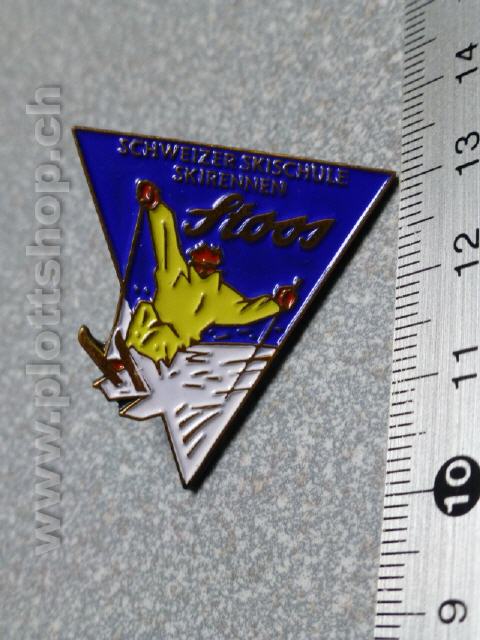 SCHWEIZER SKISCHULE
SKIRENNEN
Stoos
www.plottshop.ch
14
13
12
11
10
9